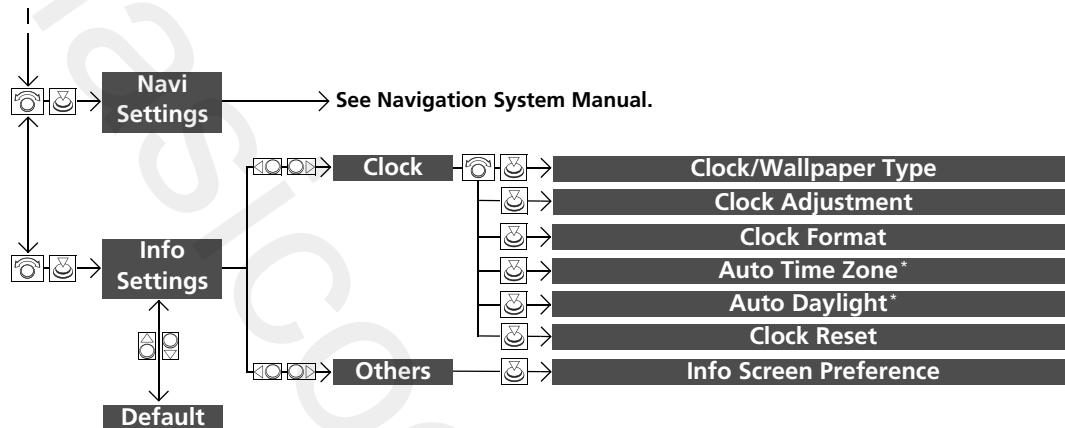 Navi
Settings
See Navigation System Manual.
Clock
Clock/Wallpaper Type
Clock Adjustment
Clock Format
Info
Settings
Auto Time Zone*
Auto Daylight*
Clock Reset
Others
Info Screen Preference
Default